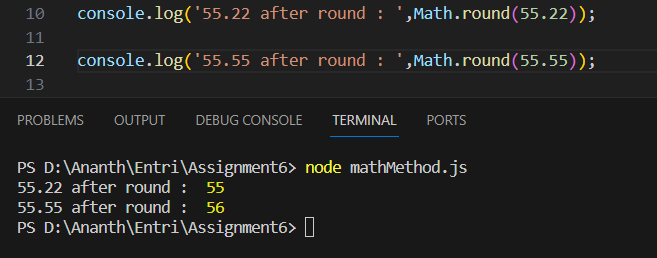 10 console.log('55.22 after round : ',Math.round(55.22));
11
12 console.log('55.55 after round : ',Math.round(55.55));
13
PROBLEMS OUTPUT DEBUG CONSOLE TERMINAL PORTS
PS D:\Ananth\Entri\Assignment6> node mathMethod.js
55.22 after round :  55
55.55 after round :  56
PS D:\Ananth\Entri\Assignment6>